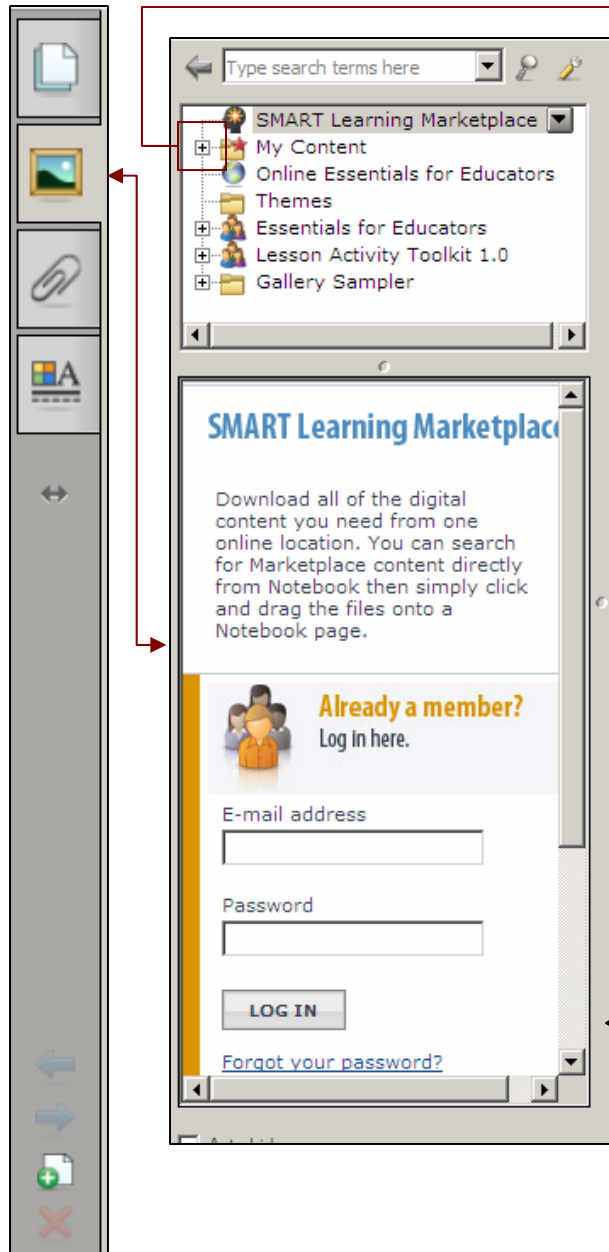 Type search terms here
SMART Learning Marketplace
My Content
Online Essentials for Educators
Themes
Essentials for Educators
Lesson Activity Toolkit 1.0
Gallery Sampler
A
SMART Learning Marketplac
Download all of the digital
content you need from one
online location. You can search
for Marketplace content directly
from Notebook then simply click
and drag the files onto a
Notebook page.
Already a member?
Log in here.
E-mail address
Password
LOG IN
Forgot your password?